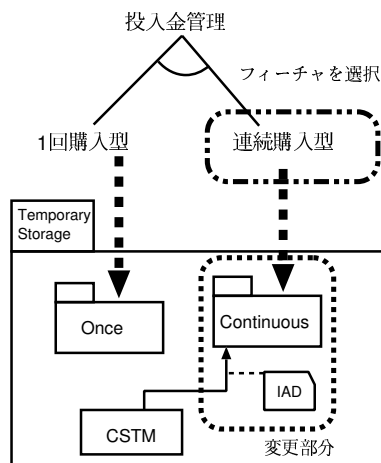 投入金管理
フィーチャを選択
1回購入型
連続購入型
Temporary
Storage
Once
Continuous
IAD
CSTM
変更部分